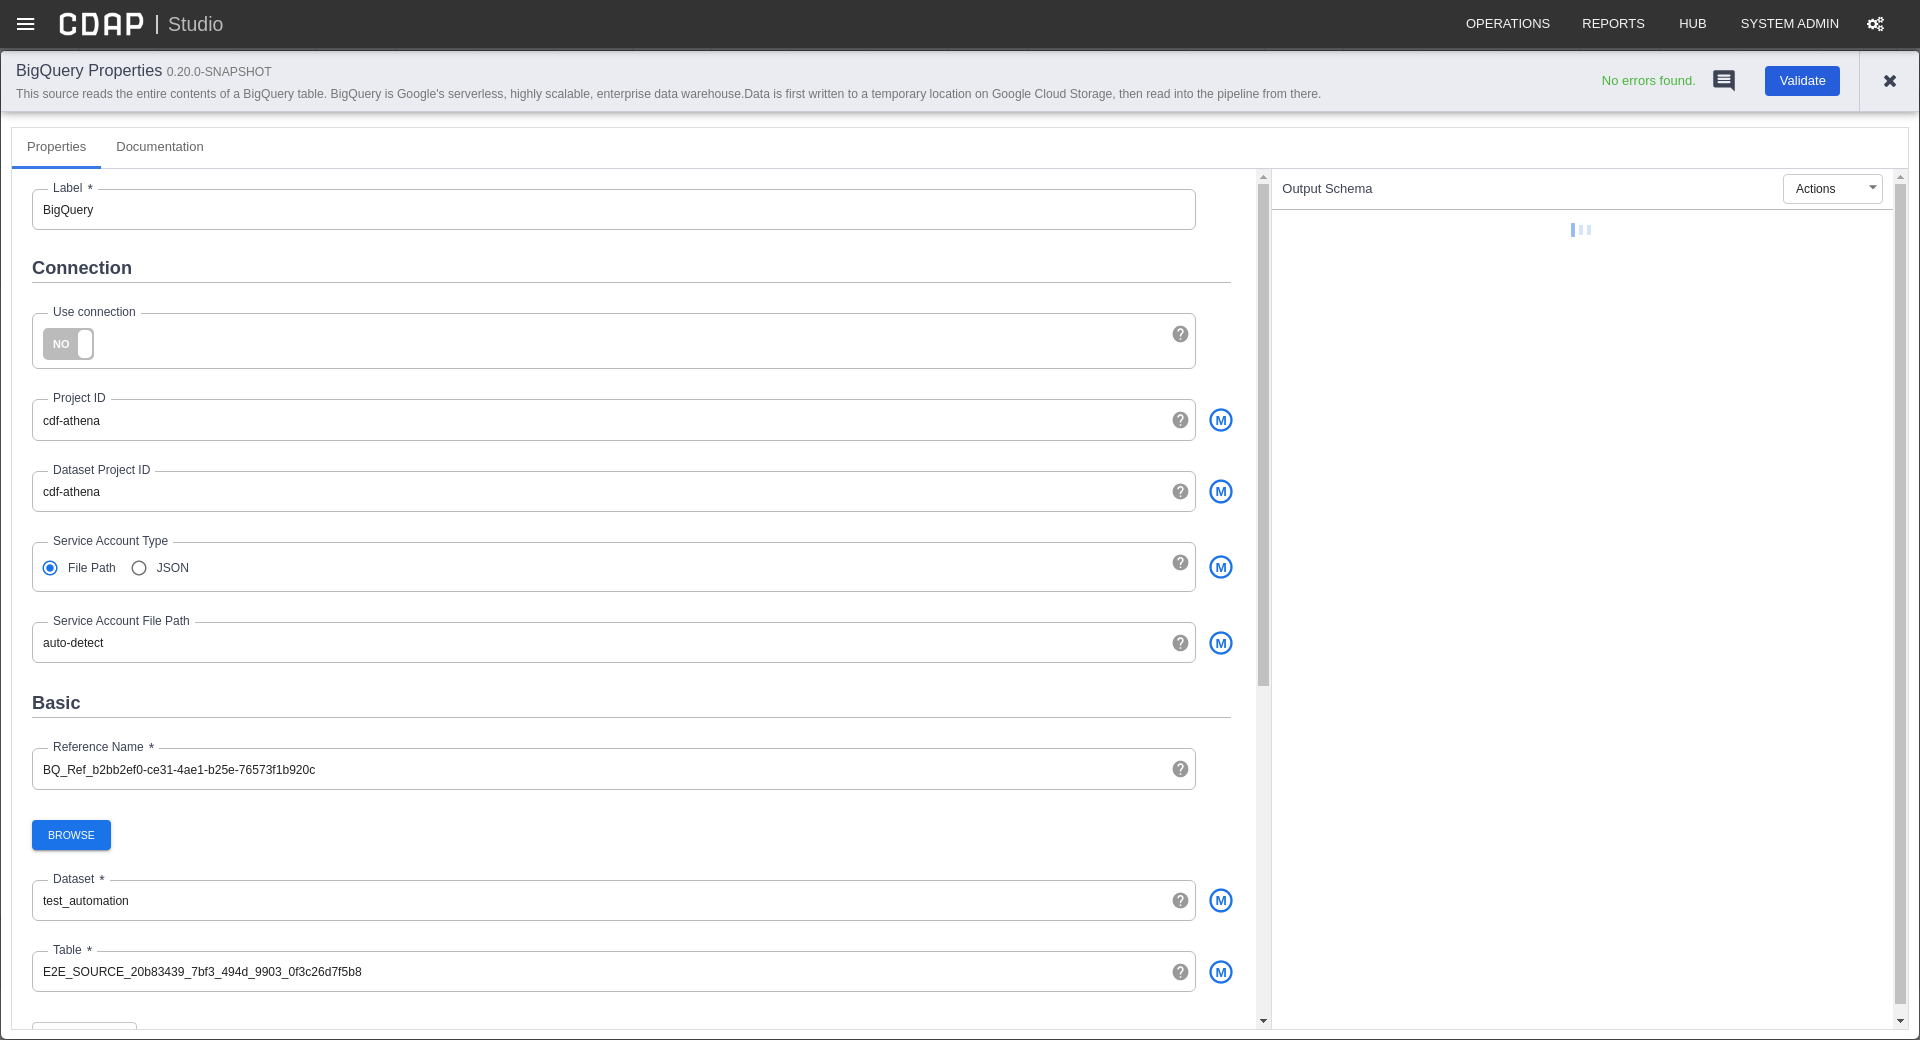 CDAP | Studio
OPERATIONS REPORTS HUB SYSTEM ADMIN
BigQuery Properties 0.20.0-SNAPSHOT
This source reads the entire contents of a BigQuery table. BigQuery is Google's serverless, highly scalable, enterprise data warehouse.Data is first written to a temporary location on Google Cloud Storage, then read into the pipeline from there.
No errors found.
Validate
Properties Documentation
Label *
BigQuery
Connection
Use connection
NO
Project ID
cdf-athena
M
Dataset Project ID
cdf-athena
M
Service Account Type
File Path JSON
M
Service Account File Path
auto-detect
M
Basic
Reference Name *
BQ_Ref_b2bb2ef0-ce31-4ae1-b25e-76573f1b920c
BROWSE
Dataset *
test_automation
M
Table *
E2E_SOURCE_20b83439_7bf3_494d_9903_0f3c26d7f5b8
M
Output Schema
Actions